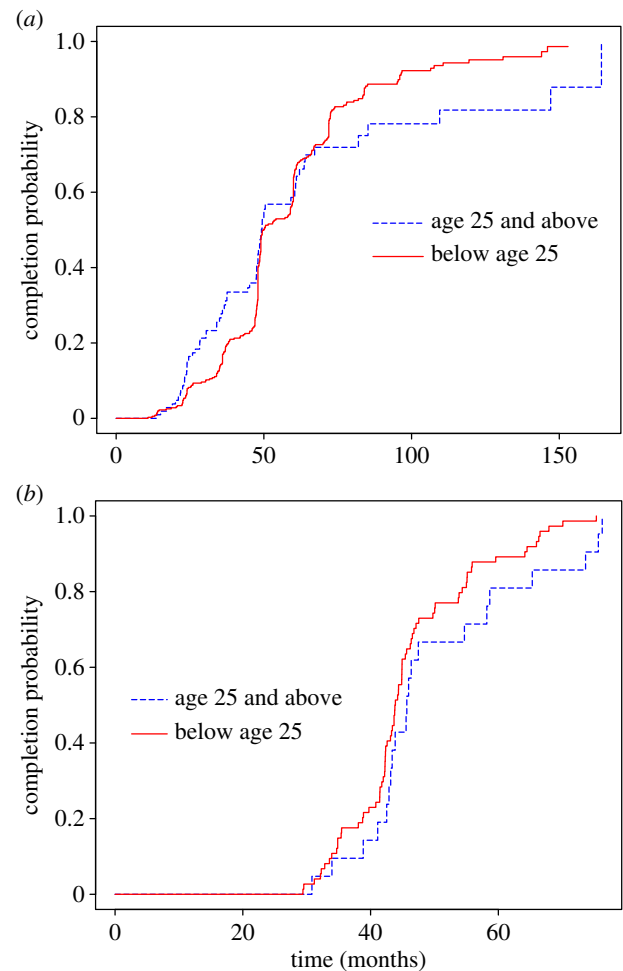 (a)
1.0
0.8
0.6
0.4
0.2
0
completion probability
age 25 and above
below age 25
0 50 100 150
(b)
1.0
0.8
0.6
0.4
0.2
0
completion probability
age 25 and above
below age 25
0 20 40 60
time (months)